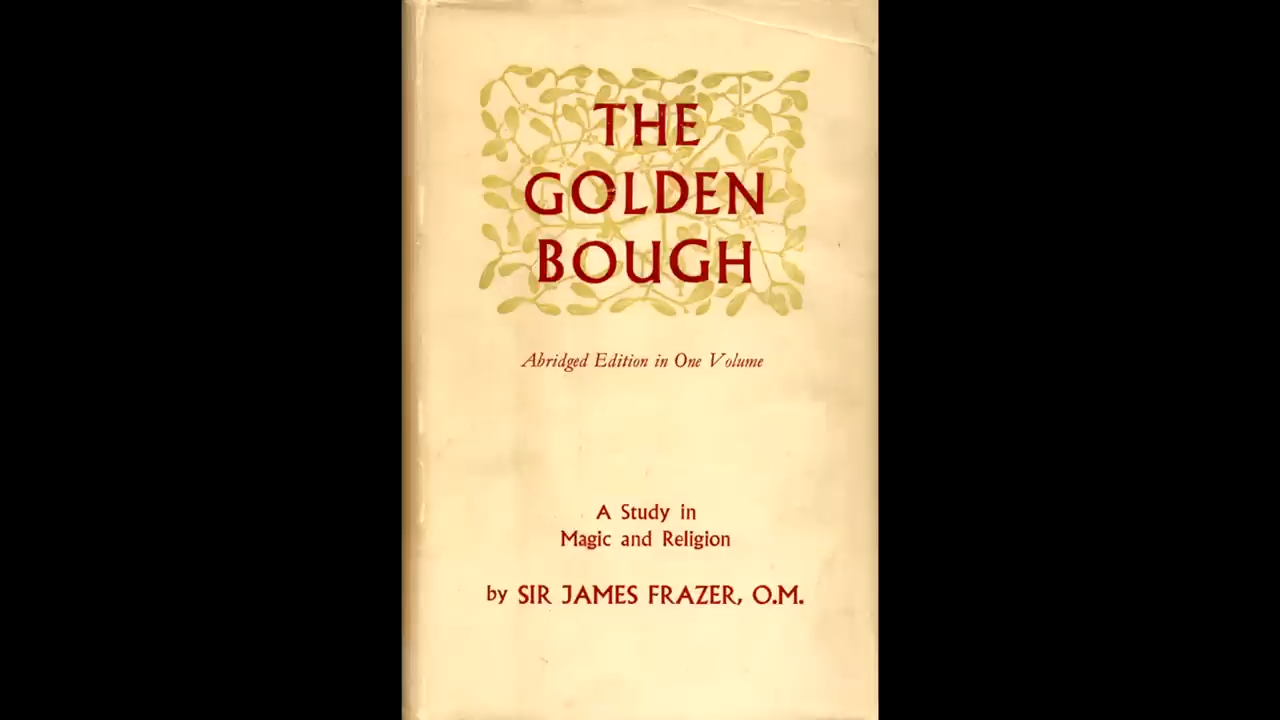 THE
GOLDEN
BOUGH
Abridged Edition in One Volume
A Study in
Magic and Religion
by SIR JAMES FRAZER, O.M.